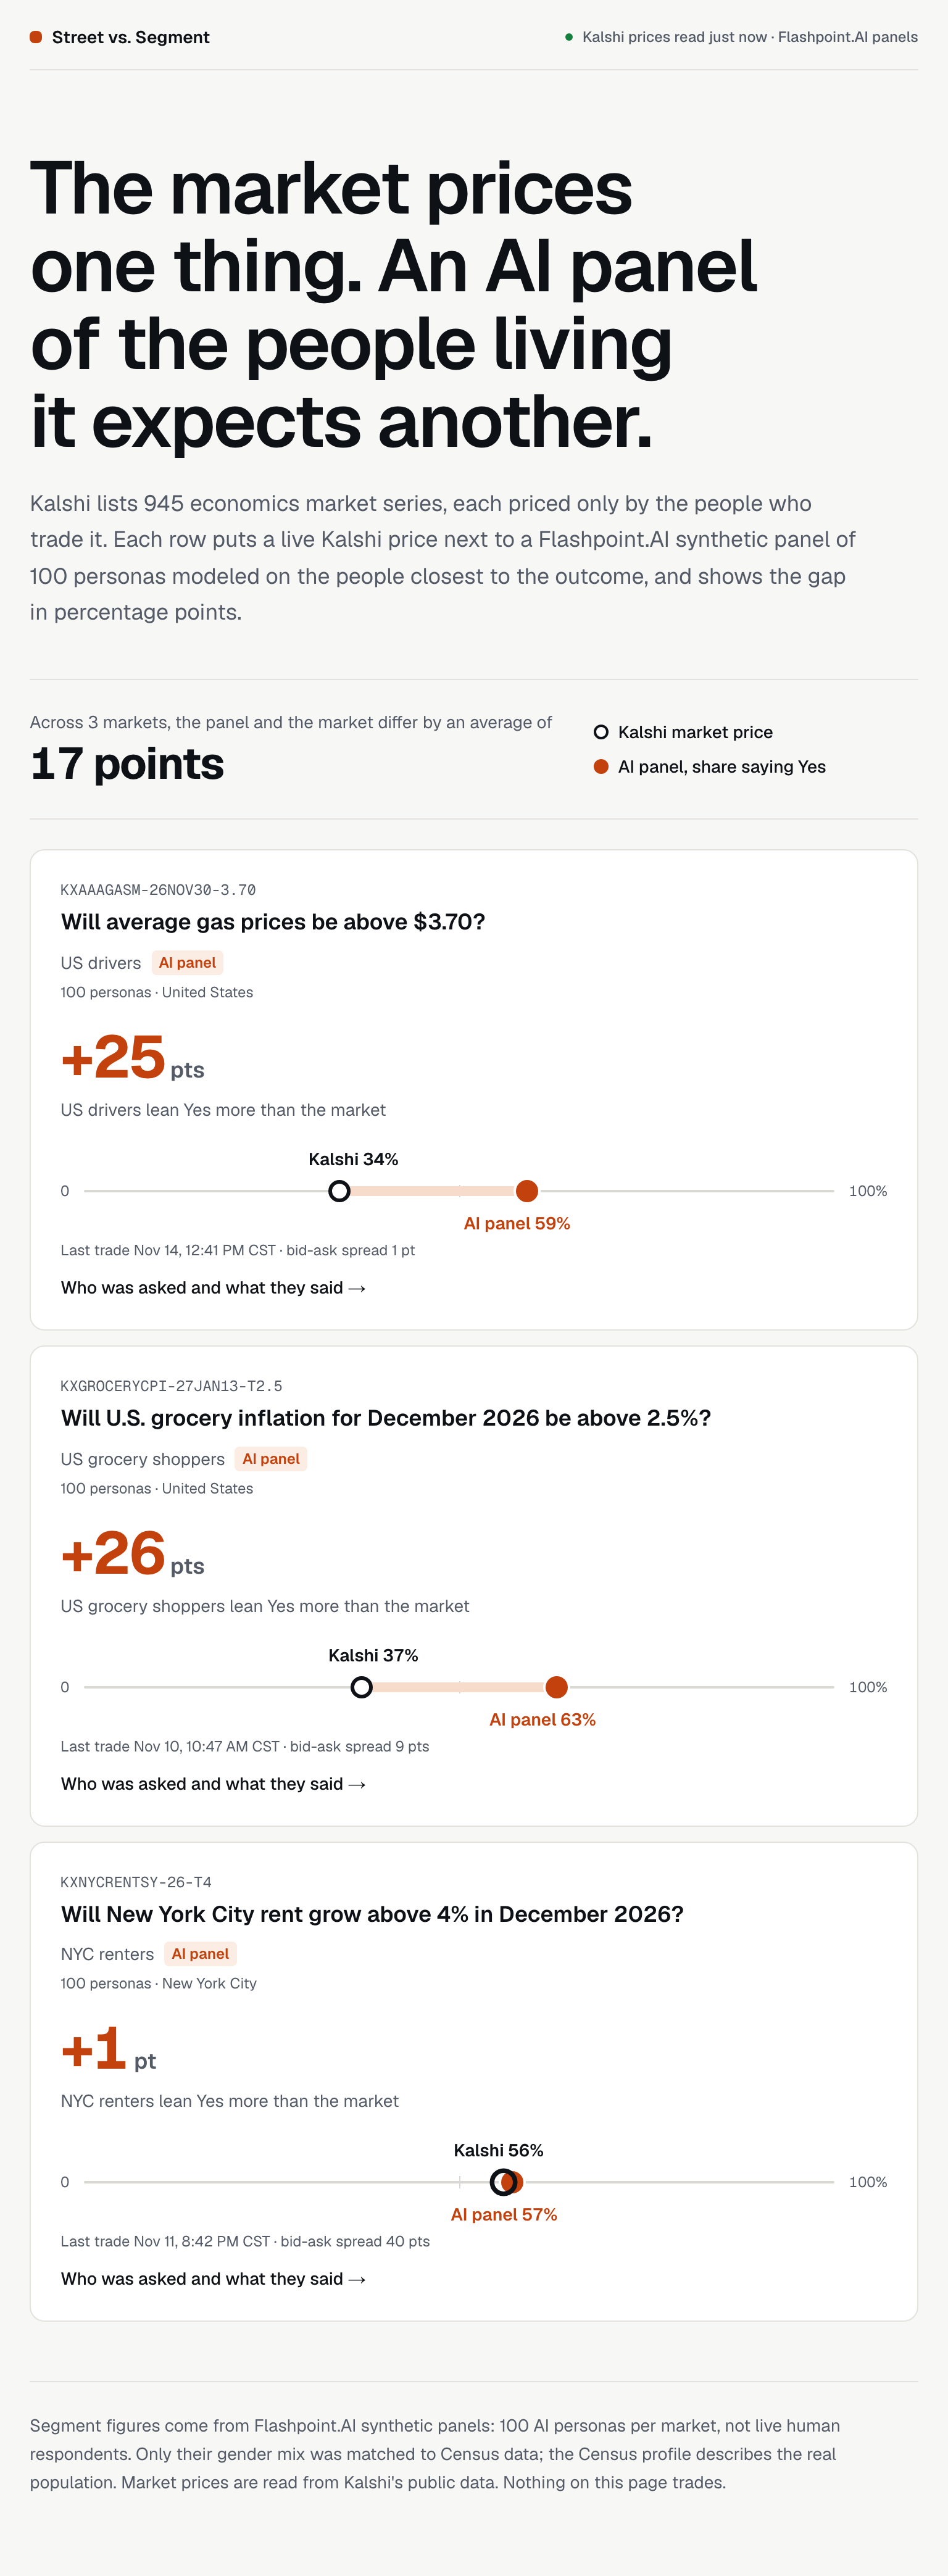 Street vs. Segment
Kalshi prices read just now · Flashpoint.AI panels
The market prices
one thing. An AI panel
of the people living
it expects another.
Kalshi lists 945 economics market series, each priced only by the people who
trade it. Each row puts a live Kalshi price next to a Flashpoint.AI synthetic panel of
100 personas modeled on the people closest to the outcome, and shows the gap
in percentage points.
Across 3 markets, the panel and the market differ by an average of
17 points
Kalshi market price
AI panel, share saying Yes
KXAAAGASM-26NOV30-3.70
Will average gas prices be above $3.70?
US drivers AI panel
100 personas · United States
+25 pts
US drivers lean Yes more than the market
Kalshi 34%
0 100%
AI panel 59%
Last trade Nov 14, 12:41 PM CST · bid-ask spread 1 pt
Who was asked and what they said →
KXGROCERYCPI-27JAN13-T2.5
Will U.S. grocery inflation for December 2026 be above 2.5%?
US grocery shoppers AI panel
100 personas · United States
+26 pts
US grocery shoppers lean Yes more than the market
Kalshi 37%
0 100%
AI panel 63%
Last trade Nov 10, 10:47 AM CST · bid-ask spread 9 pts
Who was asked and what they said →
KXNYCRENTSY-26-T4
Will New York City rent grow above 4% in December 2026?
NYC renters AI panel
100 personas · New York City
+1 pt
NYC renters lean Yes more than the market
Kalshi 56%
0 100%
AI panel 57%
Last trade Nov 11, 8:42 PM CST · bid-ask spread 40 pts
Who was asked and what they said →
Segment figures come from Flashpoint.AI synthetic panels: 100 AI personas per market, not live human
respondents. Only their gender mix was matched to Census data; the Census profile describes the real
population. Market prices are read from Kalshi's public data. Nothing on this page trades.